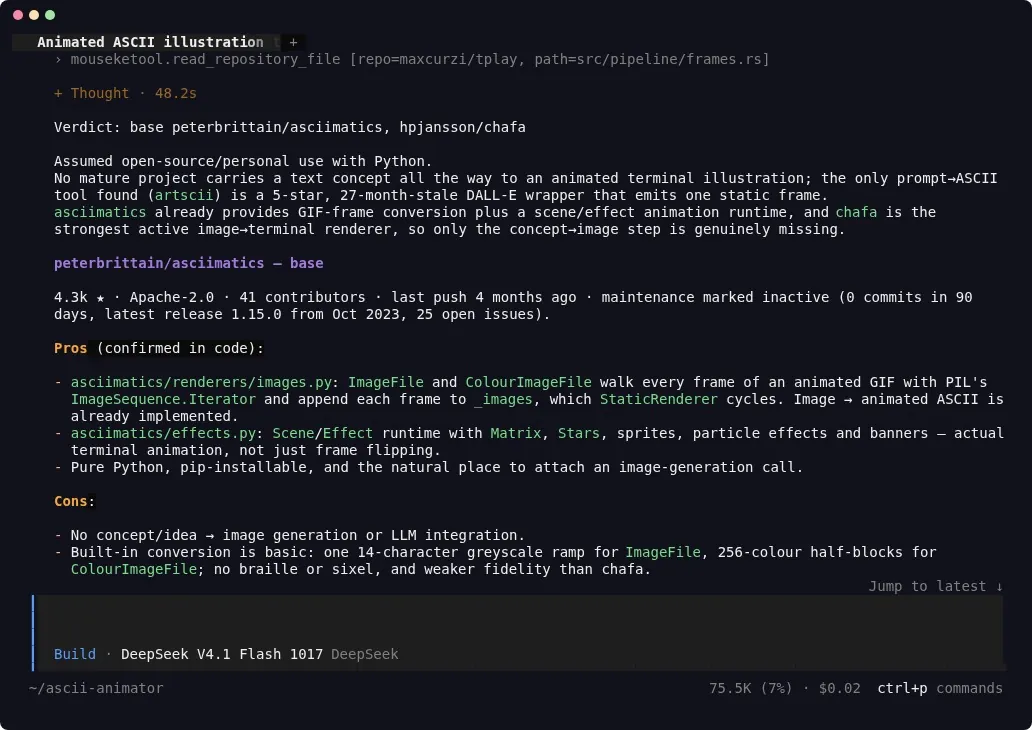 Animated ASCII illustration t +
› mouseketool.read_repository_file [repo=maxcurzi/tplay, path=src/pipeline/frames.rs]
+ Thought · 48.2s
Verdict: base peterbrittain/asciimatics, hpjansson/chafa
Assumed open-source/personal use with Python.
No mature project carries a text concept all the way to an animated terminal illustration; the only prompt→ASCII
tool found (artscii) is a 5-star, 27-month-stale DALL-E wrapper that emits one static frame.
asciimatics already provides GIF-frame conversion plus a scene/effect animation runtime, and chafa is the
strongest active image→terminal renderer, so only the concept→image step is genuinely missing.
peterbrittain/asciimatics — base
4.3k ★ · Apache-2.0 · 41 contributors · last push 4 months ago · maintenance marked inactive (0 commits in 90
days, latest release 1.15.0 from Oct 2023, 25 open issues).
Pros (confirmed in code):
- asciimatics/renderers/images.py: ImageFile and ColourImageFile walk every frame of an animated GIF with PIL's
ImageSequence.Iterator and append each frame to _images, which StaticRenderer cycles. Image → animated ASCII is
already implemented.
- asciimatics/effects.py: Scene/Effect runtime with Matrix, Stars, sprites, particle effects and banners — actual
terminal animation, not just frame flipping.
- Pure Python, pip-installable, and the natural place to attach an image-generation call.
Cons:
- No concept/idea → image generation or LLM integration.
- Built-in conversion is basic: one 14-character greyscale ramp for ImageFile, 256-colour half-blocks for
ColourImageFile; no braille or sixel, and weaker fidelity than chafa.
Jump to latest ↓
Build · DeepSeek V4.1 Flash 1017 DeepSeek
~/ascii-animator 75.5K (7%) · $0.02 ctrl+p commands